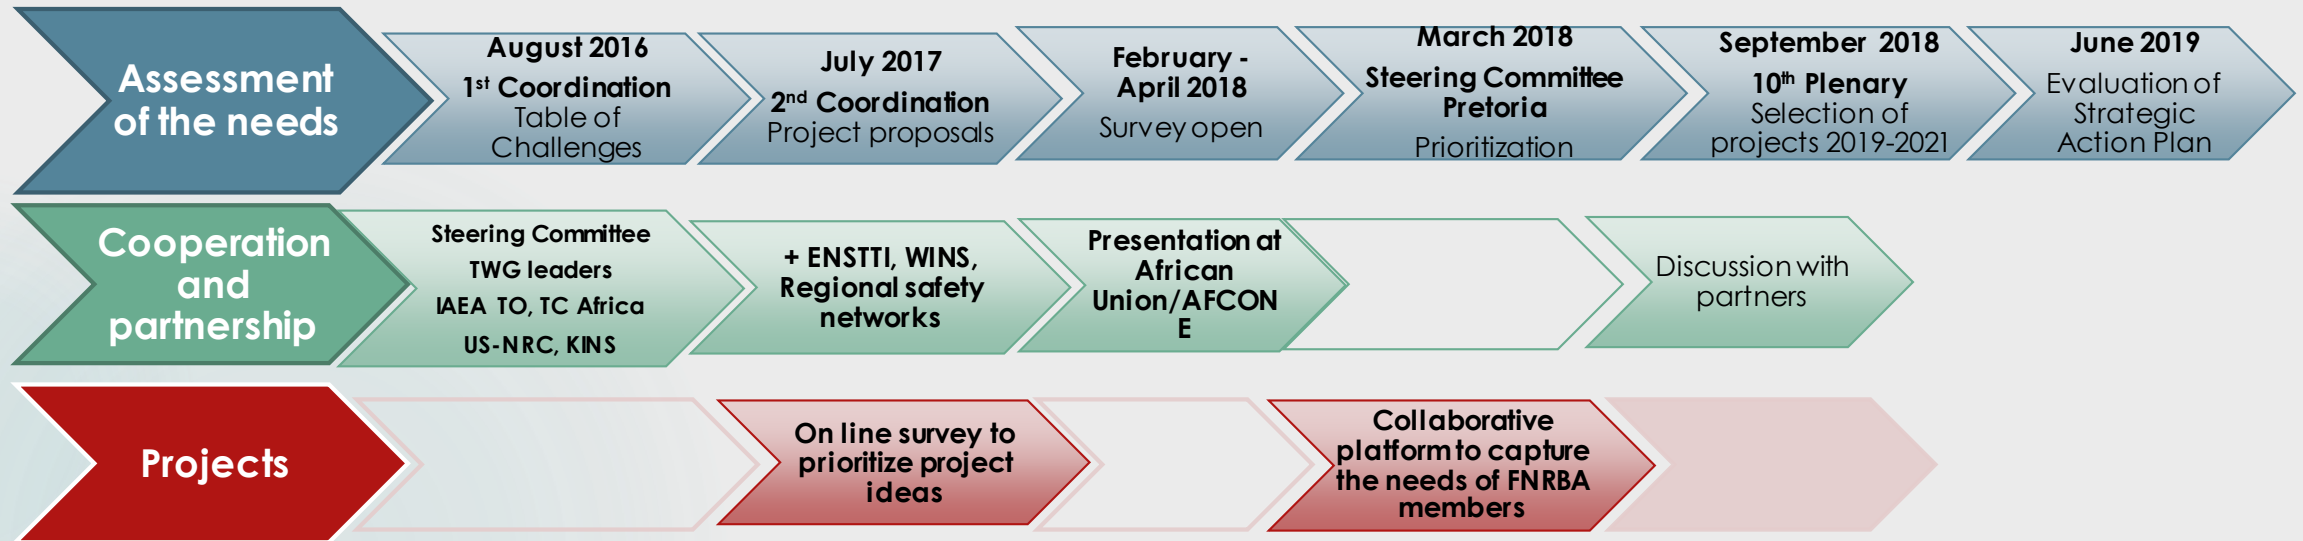 Assessment
of the needs
August 2016
1st Coordination
Table of
Challenges
July 2017
2nd Coordination
Project proposals
February -
April 2018
Survey open
March 2018
Steering Committee
Pretoria
Prioritization
September 2018
10th Plenary
Selection of
projects 2019-2021
June 2019
Evaluation of
Strategic
Action Plan
Cooperation
and
partnership
Steering Committee
TWG leaders
IAEA TO, TC Africa
US-NRC, KINS
+ ENSTTI, WINS,
Regional safety
networks
Presentation at
African
Union/AFCON
E
Discussion with
partners
Projects
On line survey to
prioritize project
ideas
Collaborative
platform to capture
the needs of FNRBA
members